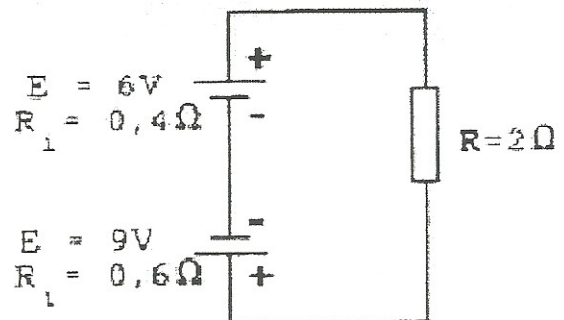 +
E = 6V
R i = 0,4Ω
-
R=2Ω
-
E = 9V
R i = 0,6Ω
+